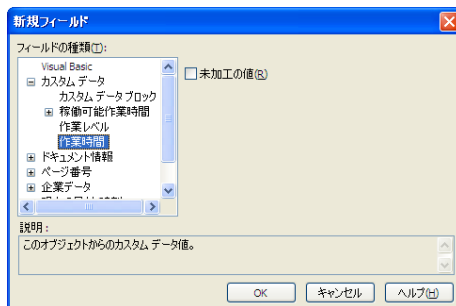 新規フィールド
フィールドの種類(T):
Visual Basic
カスタム データ
カスタム データ ブロック
稼働可能作業時間
作業レベル
作業時間
ドキュメント情報
ページ番号
企業データ
未加工の値(R)
説明:
このオブジェクトからのカスタム データ値。
OK
キャンセル
ヘルプ(H)